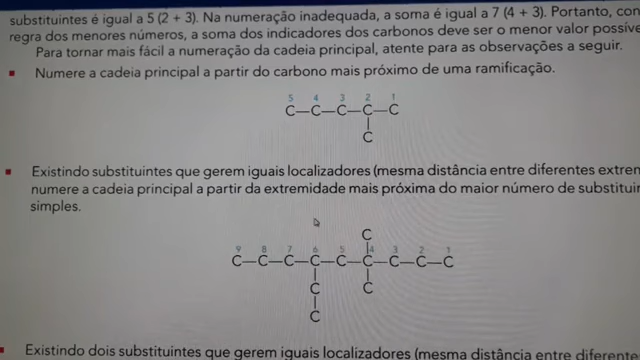 substituintes é igual a 5 (2 + 3). Na numeração inadequada, a soma é igual a 7 (4 + 3). Portanto, con
regra dos menores números, a soma dos indicadores dos carbonos deve ser o menor valor possíve
Para tornar mais fácil a numeração da cadeia principal, atente para as observações a seguir.
▪ Numere a cadeia principal a partir do carbono mais próximo de uma ramificação.
5 4 3 2 1
C—C—C—C—C
C
▪ Existindo substituintes que gerem iguais localizadores (mesma distância entre diferentes extren
numere a cadeia principal a partir da extremidade mais próxima do maior número de substituin
simples.
C
9 8 7 6 5 4 3 2 1
C—C—C—C—C—C—C—C—C
C C
C
▪ Existindo dois substituintes que gerem iguais localizadores (mesma distância entre diferente